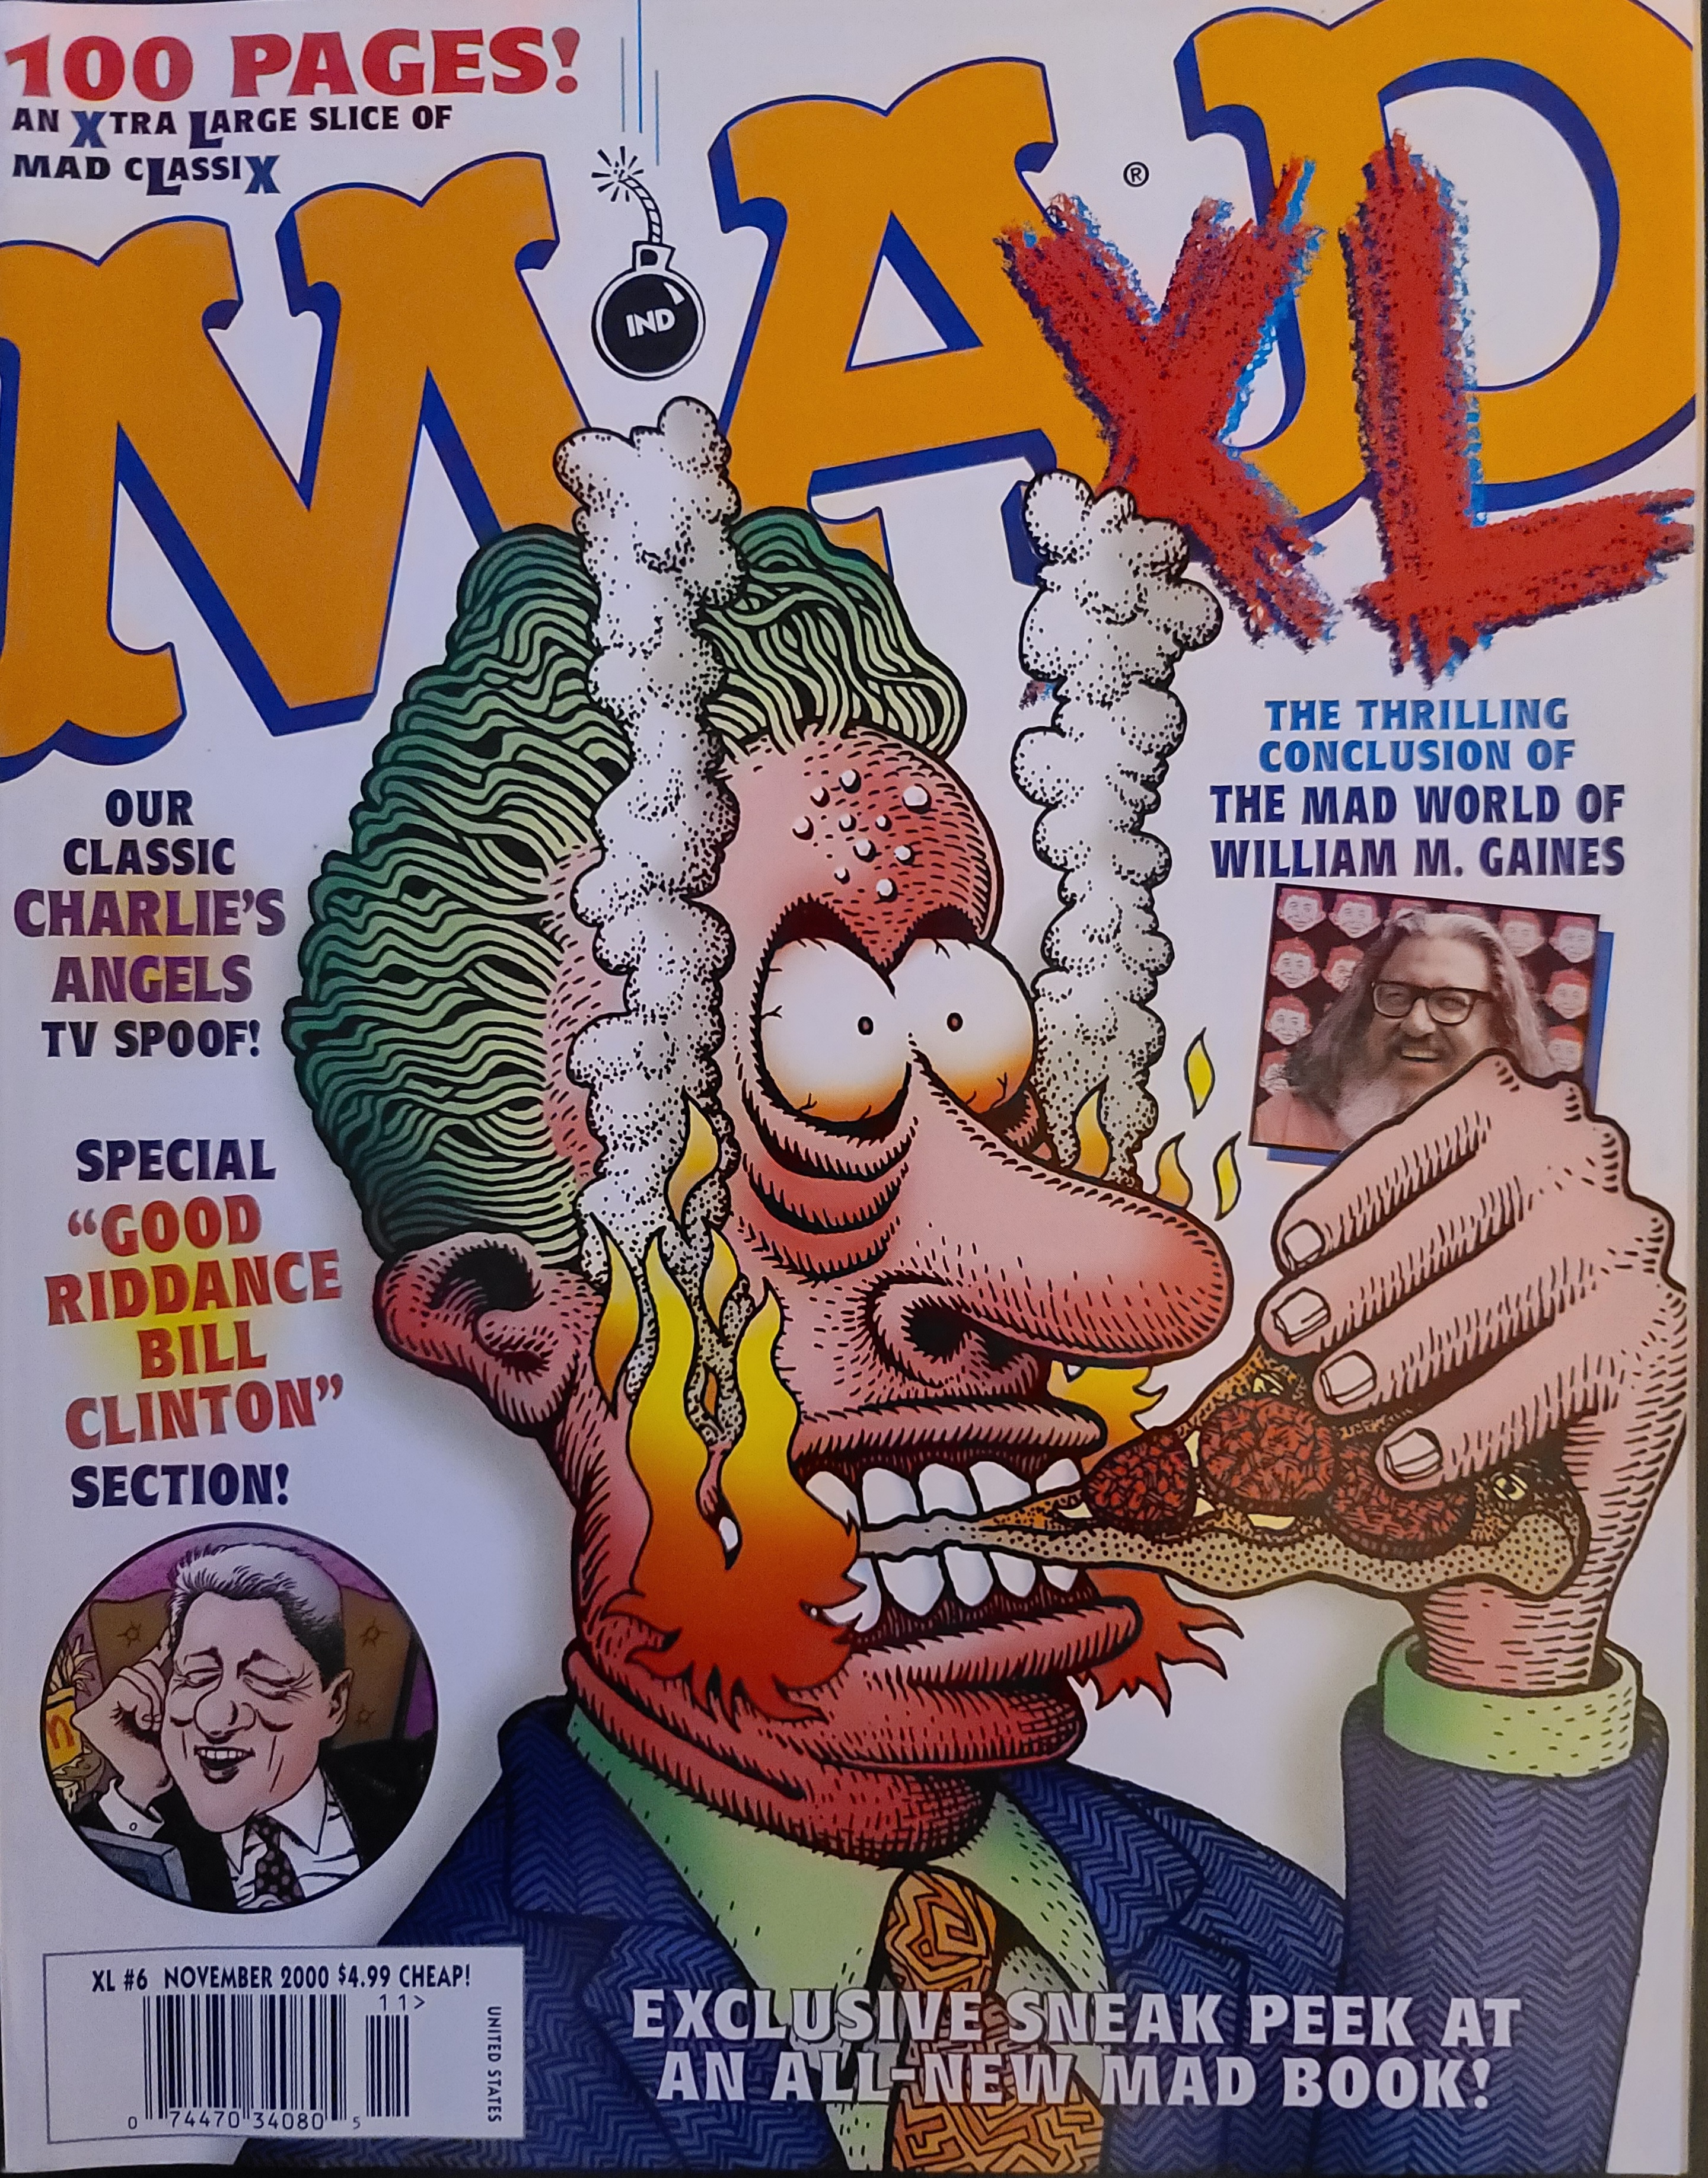 100 PAGES!
AN XTRA LARGE SLICE OF
MAD CLASSIX
MAD
®
XL
IND
THE THRILLING
CONCLUSION OF
THE MAD WORLD OF
WILLIAM M. GAINES
OUR
CLASSIC
CHARLIE'S
ANGELS
TV SPOOF!
SPECIAL
“GOOD
RIDDANCE
BILL
CLINTON”
SECTION!
XL #6 NOVEMBER 2000 $4.99 CHEAP!
11>
UNITED STATES
0 74470 34080 5
EXCLUSIVE SNEAK PEEK AT
AN ALL-NEW MAD BOOK!